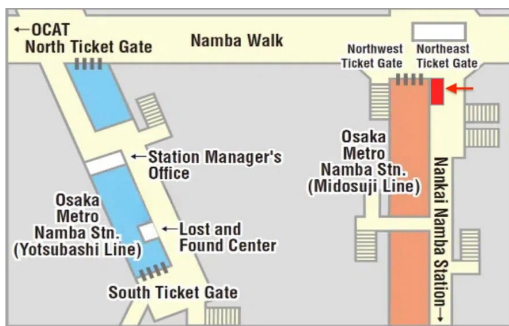 ←OCAT
North Ticket Gate
Namba Walk
Northwest
Ticket Gate
Northeast
Ticket Gate
←Station Manager's
Office
Osaka
Metro
Namba Stn.
(Yotsubashi Line)
←Lost and
Found Center
South Ticket Gate
Osaka
Metro
Namba Stn.
(Midosuji Line)
Nankai Namba Station→